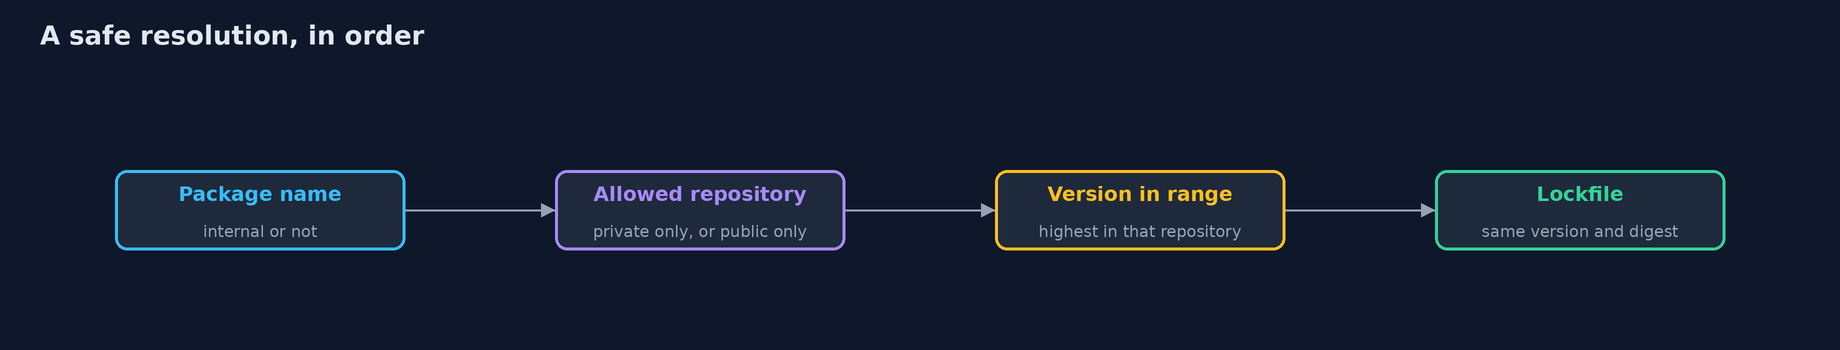 A safe resolution, in order
Package name
internal or not
Allowed repository
private only, or public only
Version in range
highest in that repository
Lockfile
same version and digest